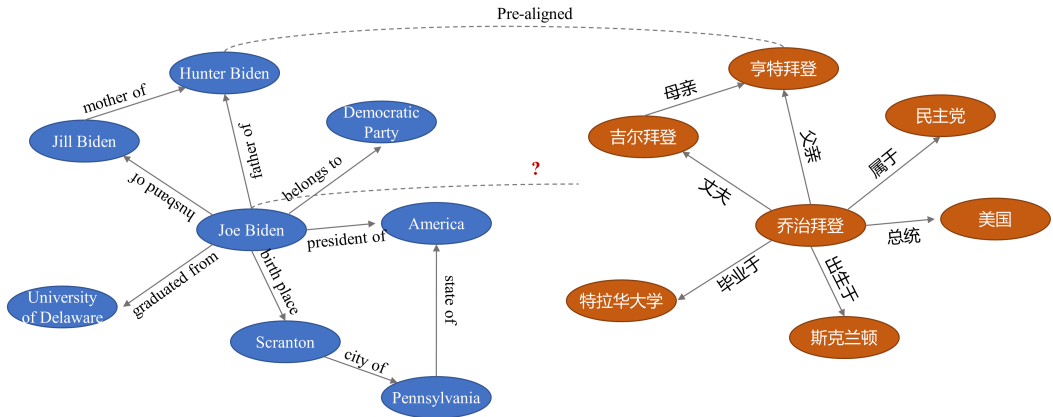 Pre-aligned
Hunter Biden
mother of
Jill Biden
father of
Democratic
Party
husband of
belongs to
Joe Biden
president of
America
graduated from
birth place
University
of Delaware
Scranton
state of
city of
Pennsylvania
?
亨特拜登
母亲
吉尔拜登
父亲
民主党
丈夫
属于
乔治拜登
总统
美国
毕业于
出生于
特拉华大学
斯克兰顿